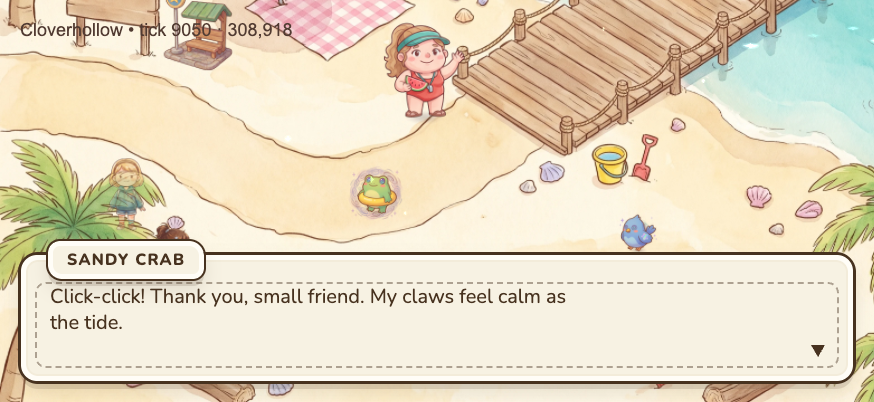 Cloverhollow • tick 9050 · 308,918
SANDY CRAB
Click-click! Thank you, small friend. My claws feel calm as
the tide.